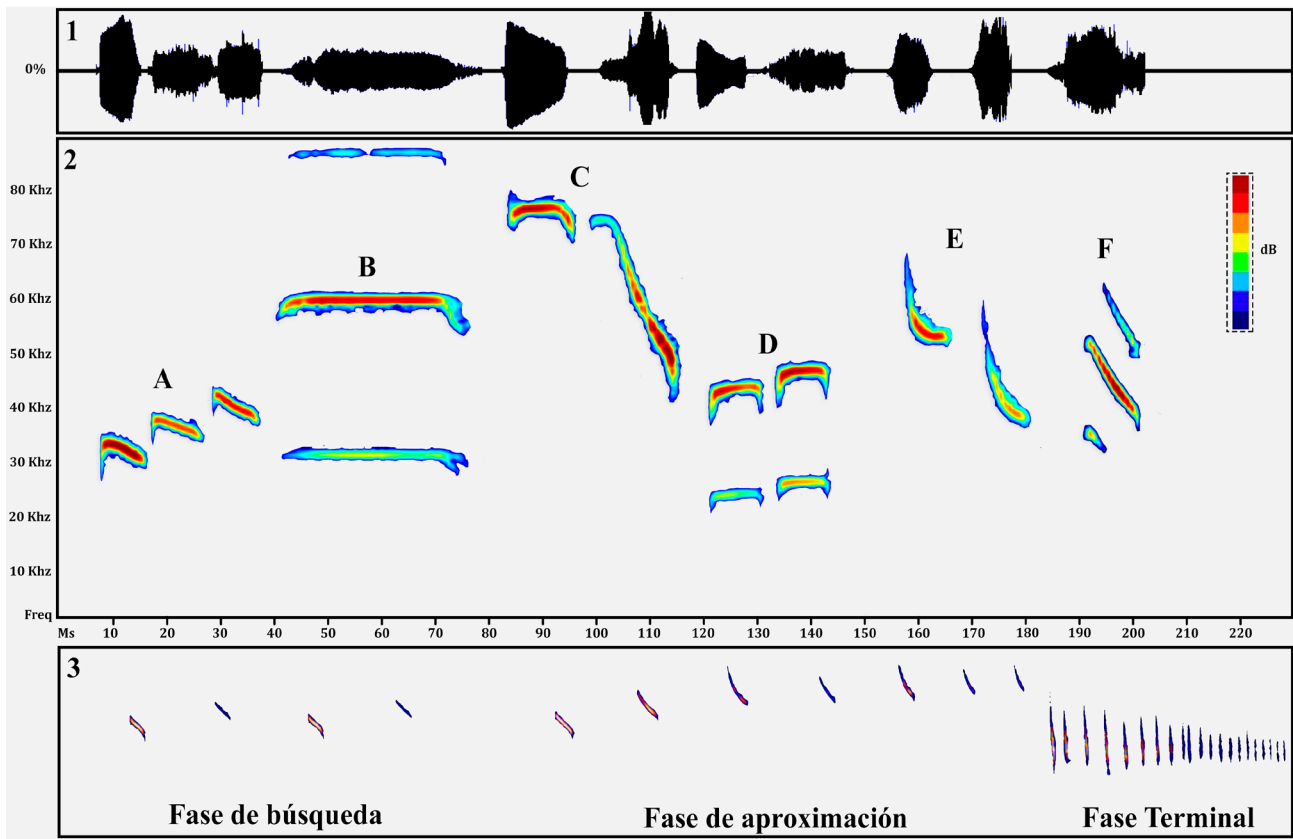 1
0%
2
80 Khz
70 Khz
60 Khz
50 Khz
40 Khz
30 Khz
20 Khz
10 Khz
Freq
A
B
C
D
E
F
dB
Ms 10 20 30 40 50 60 70 80 90 100 110 120 130 140 150 160 170 180 190 200 210 220
3
Fase de búsqueda
Fase de aproximación
Fase Terminal